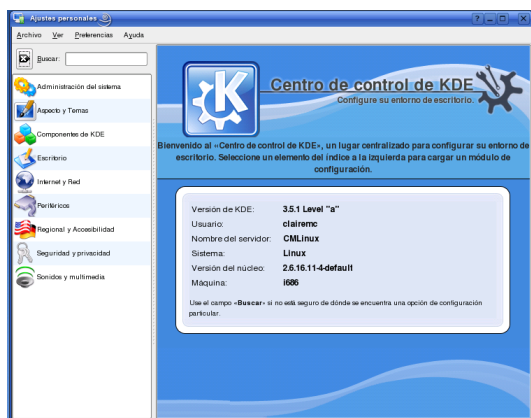 Ajustes personales
Archivo Ver Preferencias Ayuda
Buscar:
Administración del sistema
Aspecto y Temas
Componentes de KDE
Escritorio
Internet y Red
Periféricos
Regional y Accesibilidad
Seguridad y privacidad
Sonidos y multimedia
Centro de control de KDE
Configure su entorno de escritorio.
Bienvenido al «Centro de control de KDE», un lugar centralizado para configurar su entorno de
escritorio. Seleccione un elemento del índice a la izquierda para cargar un módulo de
configuración.
Versión de KDE: 3.5.1 Level "a"
Usuario: clairemc
Nombre del servidor: CMLinux
Sistema: Linux
Versión del núcleo: 2.6.16.11-4-default
Máquina: i686
Use el campo «Buscar» si no está seguro de dónde se encuentra una opción de configuración
particular.